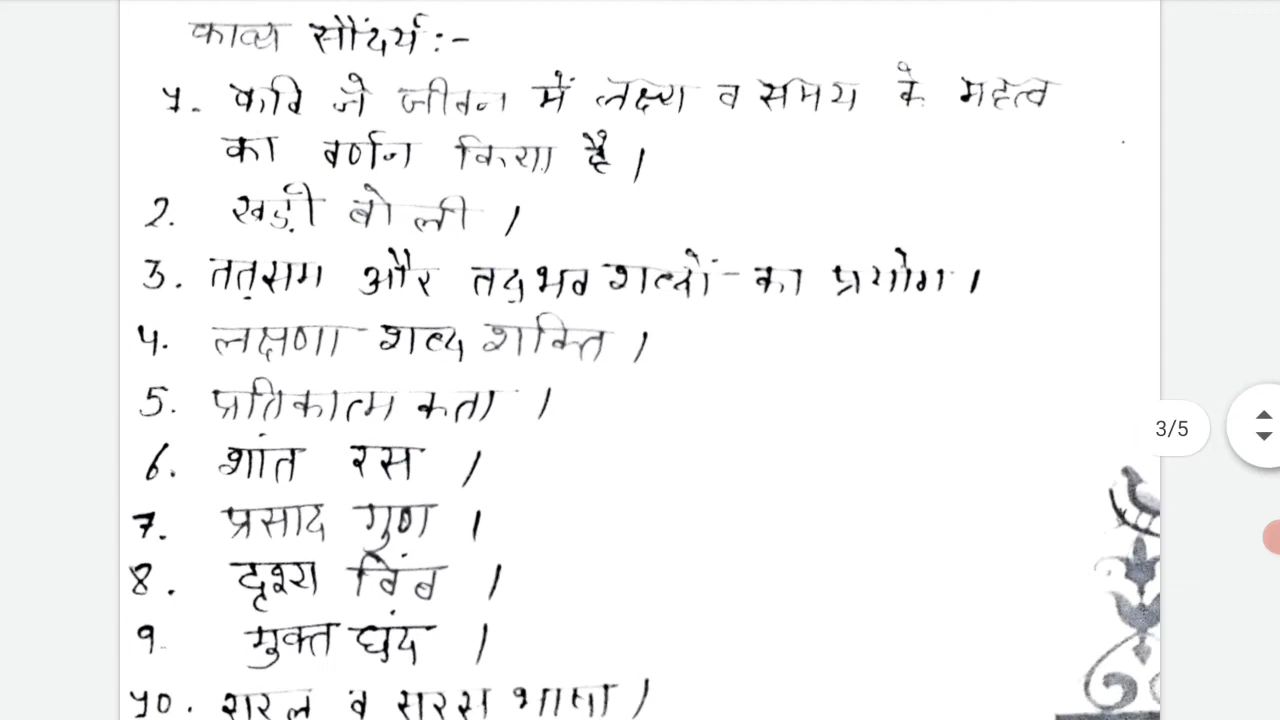 काव्य सौंदर्य:-
1. कवि ने जीवन में लक्ष्य व समय के महत्व
का वर्णन किया है।
2. खड़ी बोली।
3. तत्सम और तद्भव शब्दों का प्रयोग।
4. लक्षणा शब्द शक्ति।
5. प्रतिकात्मकता।
6. शांत रस।
7. प्रसाद गुण।
3/5
8. दृश्य बिंब।
9. मुक्त छंद।
10. सरल व सरस भाषा।